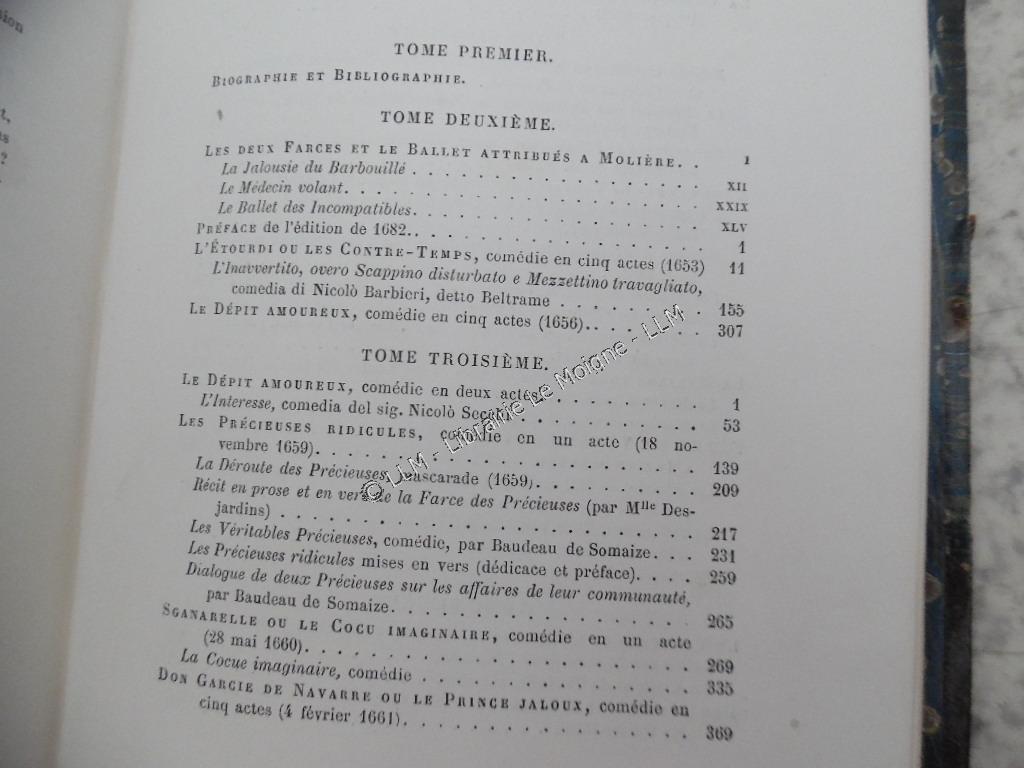 TOME PREMIER.
BIOGRAPHIE ET BIBLIOGRAPHIE.
TOME DEUXIÈME.
LES DEUX FARCES ET LE BALLET ATTRIBUÉS A MOLIÈRE. . 1
La Jalousie du Barbouillé . . . . . . . . . . . . . . . . . XII
Le Médecin volant. . . . . . . . . . . . . . . . . . . . XXIX
Le Ballet des Incompatibles. . . . . . . . . . . . . . . . XLV
PRÉFACE de l'édition de 1682. . . . . . . . . . . . . . . 1
L'ÉTOURDI OU LES CONTRE-TEMPS, comédie en cinq actes (1653) 11
L'Inavvertito, overo Scappino disturbato e Mezzettino travagliato,
comedia di Nicolò Barbieri, detto Beltrame . . . . . . . . 155
LE DÉPIT AMOUREUX, comédie en cinq actes (1656). . . . . . 307
TOME TROISIÈME.
LE DÉPIT AMOUREUX, comédie en deux actes. . . . . . . . . 1
L'Interesse, comedia del sig. Nicolò . . . . . . . . . . 53
LES PRÉCIEUSES RIDICULES, comédie en un acte (18 no-
vembre 1659). . . . . . . . . . . . . . . . . . . . . 139
La Déroute des Précieuses, mascarade (1659). . . . . . . . 209
Récit en prose et en vers de la Farce des Précieuses (par Mlle Des-
jardins) . . . . . . . . . . . . . . . . . . . . . . 217
Les Véritables Précieuses, comédie, par Baudeau de Somaize. . . 231
Les Précieuses ridicules mises en vers (dédicace et préface). . . . 259
Dialogue de deux Précieuses sur les affaires de leur communauté,
par Baudeau de Somaize. . . . . . . . . . . . . . . . 265
SGANARELLE OU LE COCU IMAGINAIRE, comédie en un acte
(28 mai 1660). . . . . . . . . . . . . . . . . . . . . 269
La Cocue imaginaire, comédie . . . . . . . . . . . . . . 335
DON GARCIE DE NAVARRE OU LE PRINCE JALOUX, comédie en
cinq actes (4 février 1661). . . . . . . . . . . . . . . . 369
© LLM - Librairie Le Moigne - LLM